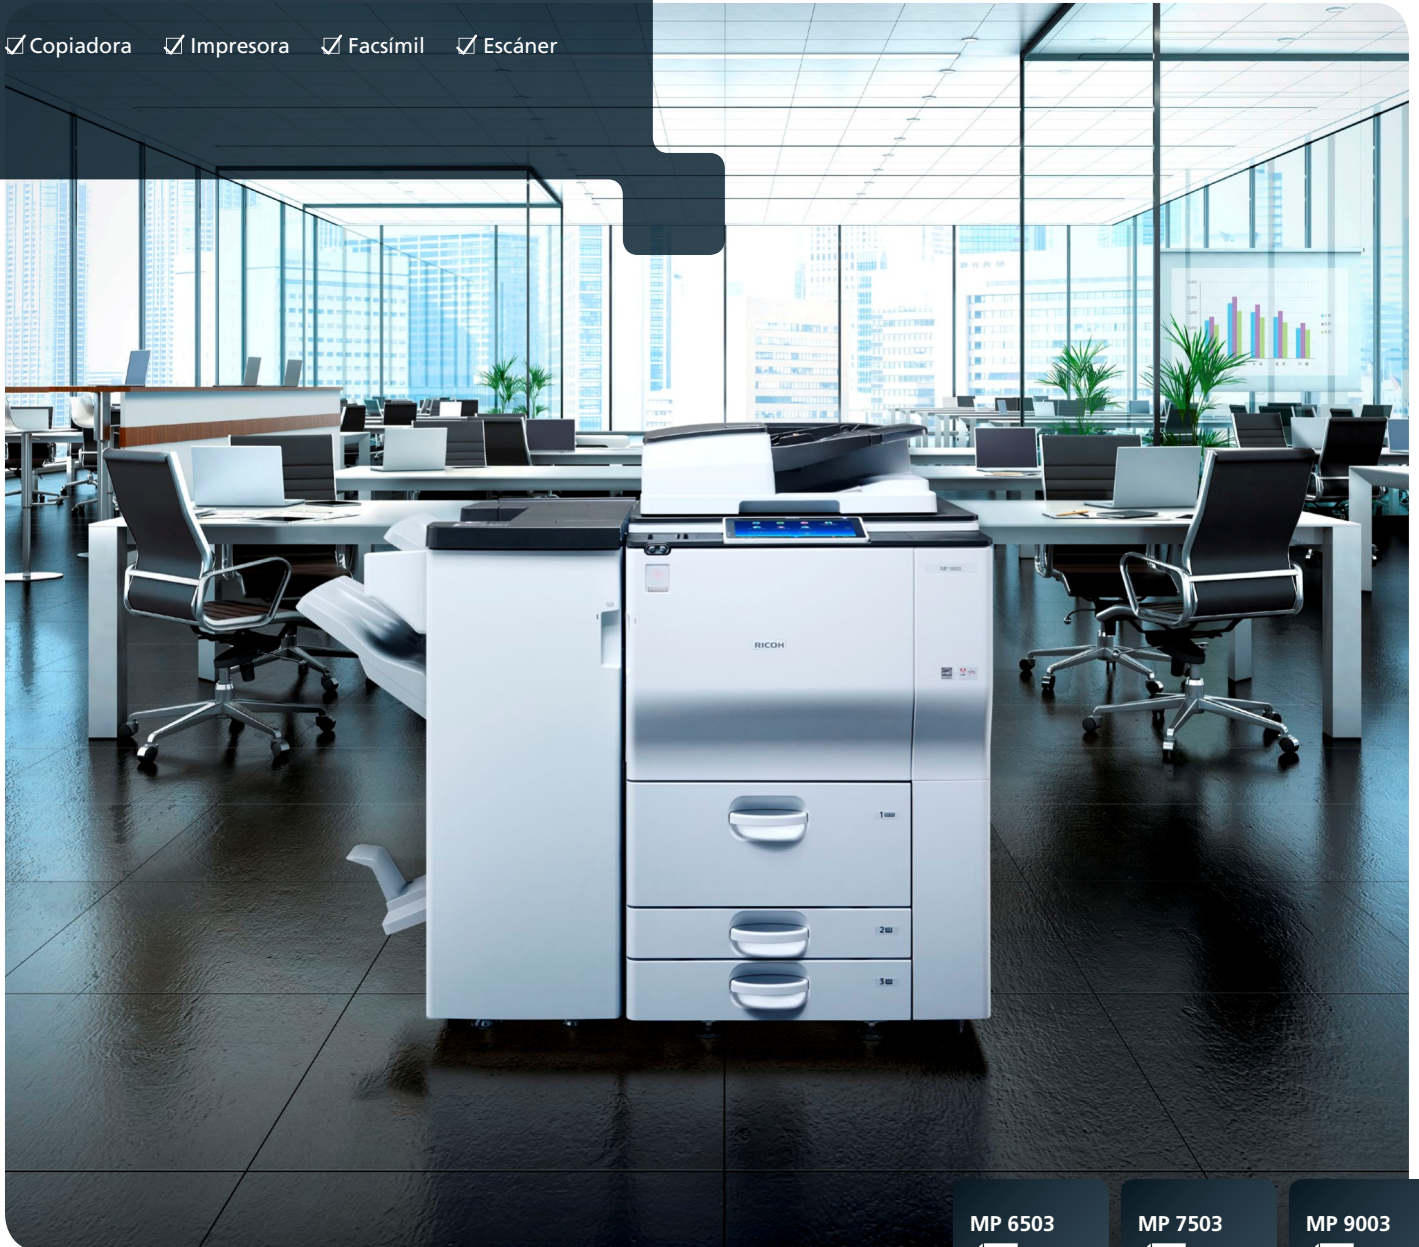 Copiadora
Impresora
Facsímil
Escáner
RICOH
1
2
3
MP 6503
MP 7503
MP 9003